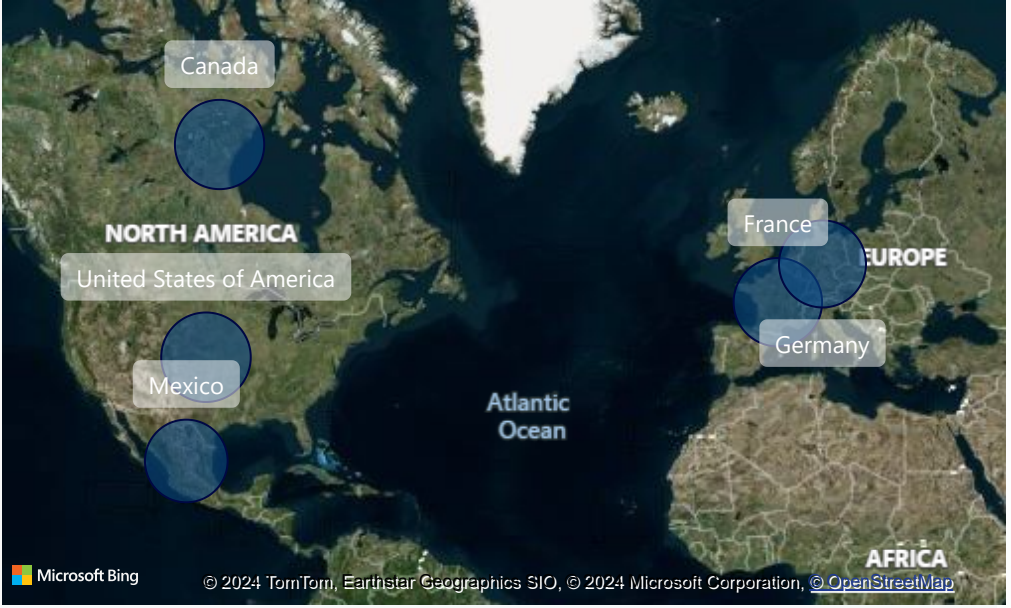 Canada
NORTH AMERICA
France
EUROPE
United States of America
Germany
Mexico
Atlantic
Ocean
AFRICA
Microsoft Bing
© 2024 TomTom, Earthstar Geographics SIO, © 2024 Microsoft Corporation, © OpenStreetMap